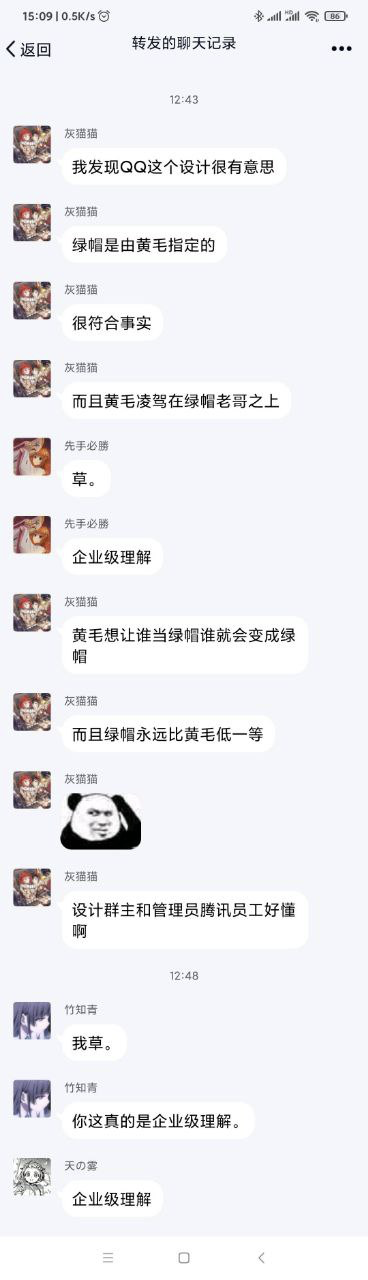 15:09 | 0.5K/s
HD
86
返回
转发的聊天记录
12:43
灰猫猫
我发现QQ这个设计很有意思
灰猫猫
绿帽是由黄毛指定的
灰猫猫
很符合事实
灰猫猫
而且黄毛凌驾在绿帽老哥之上
先手必勝
草。
先手必勝
企业级理解
灰猫猫
黄毛想让谁当绿帽谁就会变成绿
帽
灰猫猫
而且绿帽永远比黄毛低一等
灰猫猫
灰猫猫
设计群主和管理员腾讯员工好懂
啊
12:48
竹知青
我草。
竹知青
你这真的是企业级理解。
天の雾
企业级理解